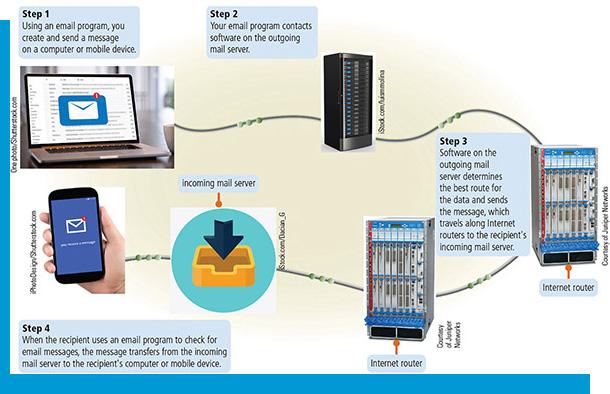 Step 1
Using an email program, you
create and send a message
on a computer or mobile device.
Step 2
Your email program contacts
software on the outgoing
mail server.
One photo/Shutterstock.com
iStock.com/luismmolina
Step 3
Software on the
outgoing mail
server determines
the best route for
the data and sends
the message, which
travels along Internet
routers to the recipient's
incoming mail server.
Courtesy of Juniper Networks
Internet router
incoming mail server
iPhotoDesign/Shutterstock.com
you receive a message
iStock.com/Dacian_G
Courtesy
of Juniper
Networks
Internet router
Step 4
When the recipient uses an email program to check for
email messages, the message transfers from the incoming
mail server to the recipient's computer or mobile device.